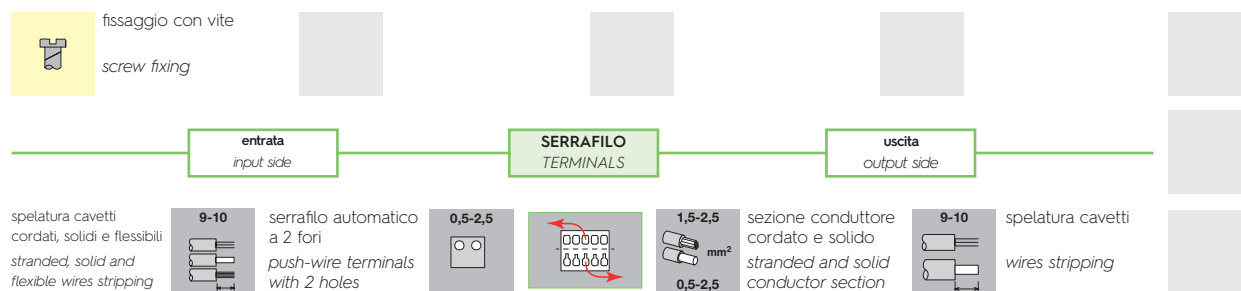 fissaggio con vite
screw fixing
entrata
input side
SERRAFILO
TERMINALS
uscita
output side
spelatura cavetti
cordati, solidi e flessibili
stranded, solid and
flexible wires stripping
9-10
serrafilo automatico
a 2 fori
push-wire terminals
with 2 holes
0,5-2,5
1,5-2,5
mm²
0,5-2,5
sezione conduttore
cordato e solido
stranded and solid
conductor section
9-10
spelatura cavetti
wires stripping